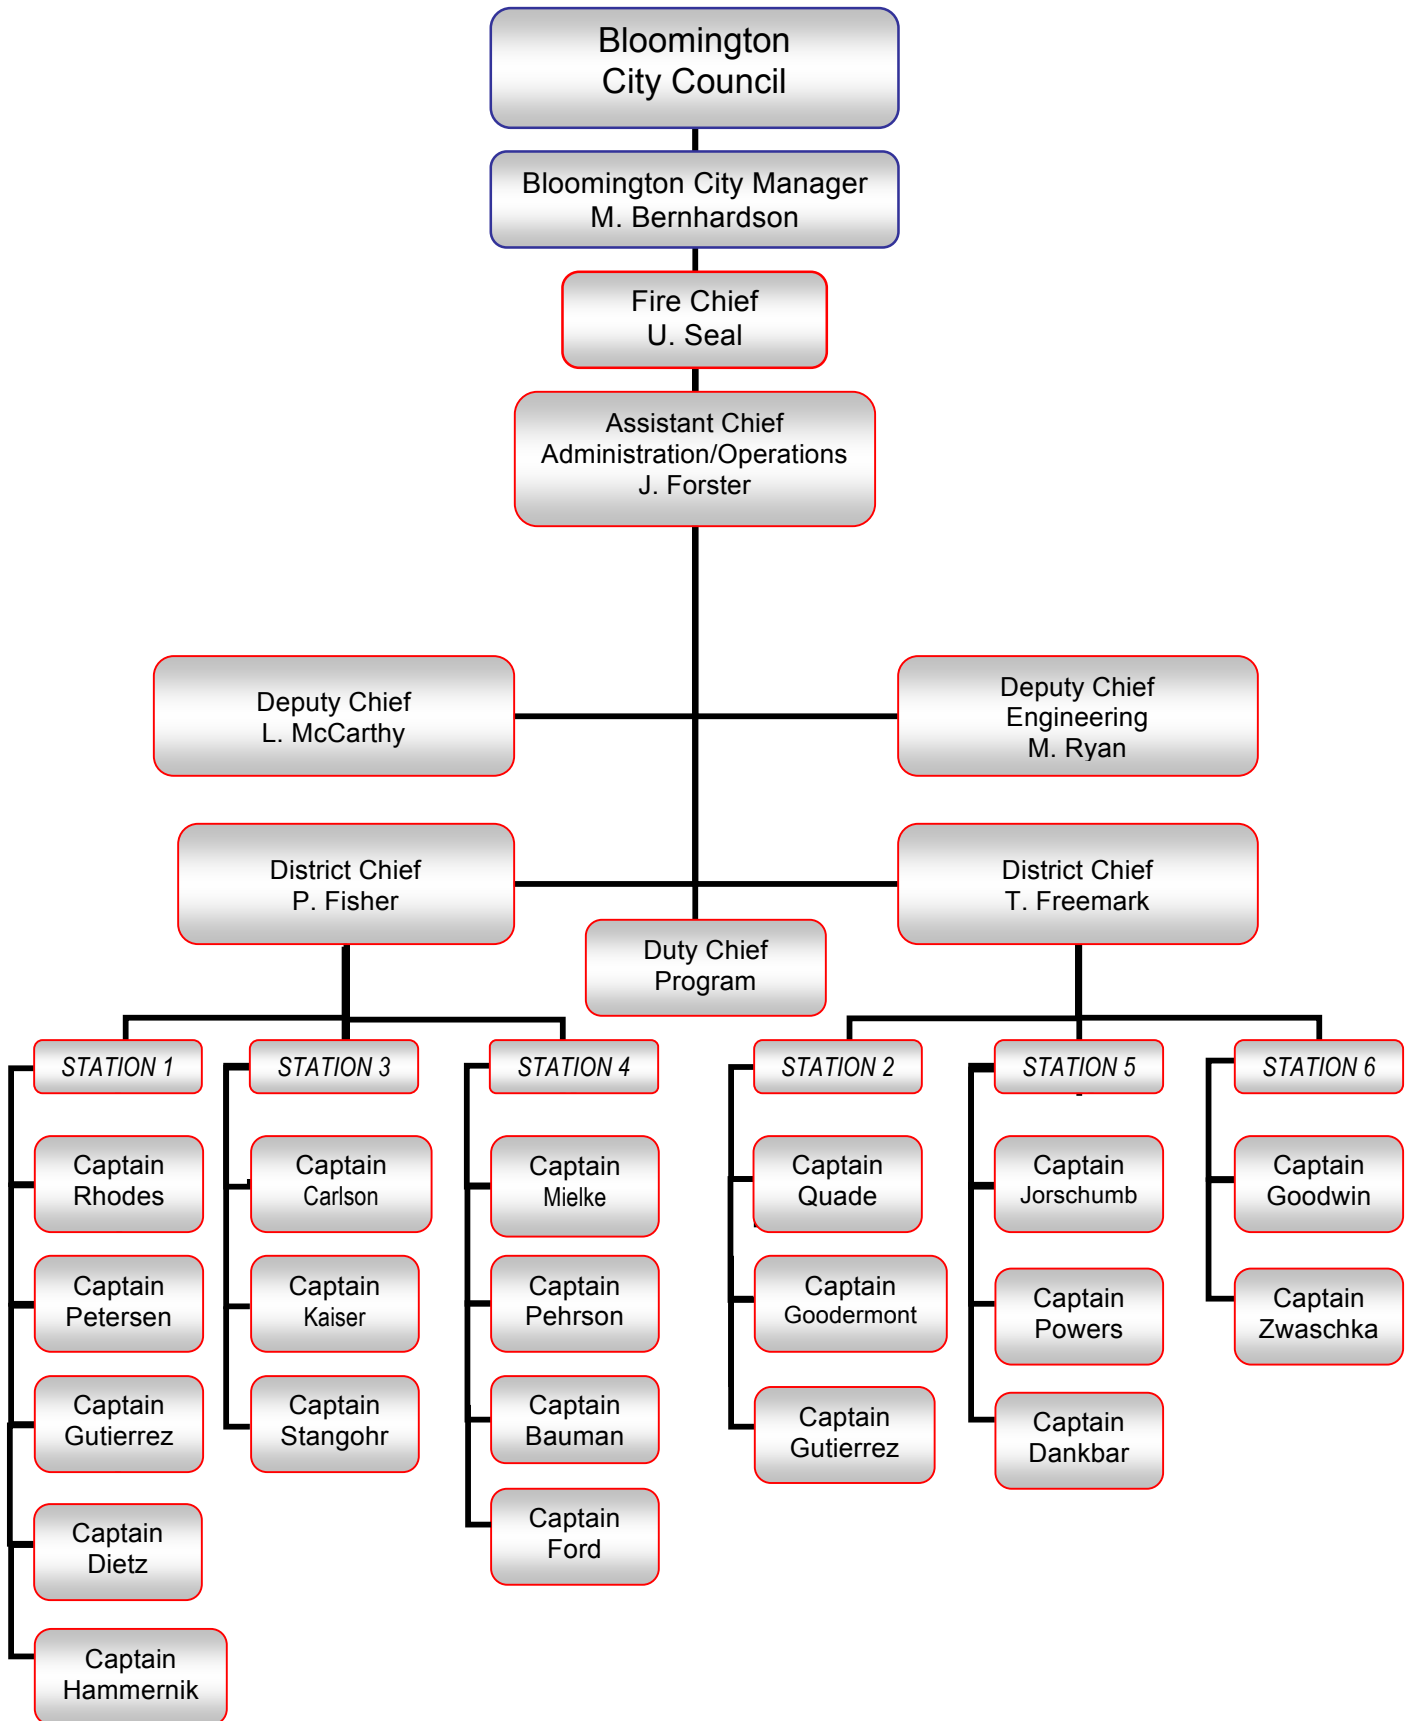 Bloomington
City Council
Bloomington City Manager
M. Bernhardson
Fire Chief
U. Seal
Assistant Chief
Administration/Operations
J. Forster
Deputy Chief
L. McCarthy
Deputy Chief
Engineering
M. Ryan
District Chief
P. Fisher
District Chief
T. Freemark
Duty Chief
Program
STATION 1
STATION 3
STATION 4
STATION 2
STATION 5
STATION 6
Captain
Rhodes
Captain
Carlson
Captain
Mielke
Captain
Quade
Captain
Jorschumb
Captain
Goodwin
Captain
Petersen
Captain
Kaiser
Captain
Pehrson
Captain
Goodermont
Captain
Powers
Captain
Zwaschka
Captain
Gutierrez
Captain
Stangohr
Captain
Bauman
Captain
Gutierrez
Captain
Dankbar
Captain
Dietz
Captain
Ford
Captain
Hammernik